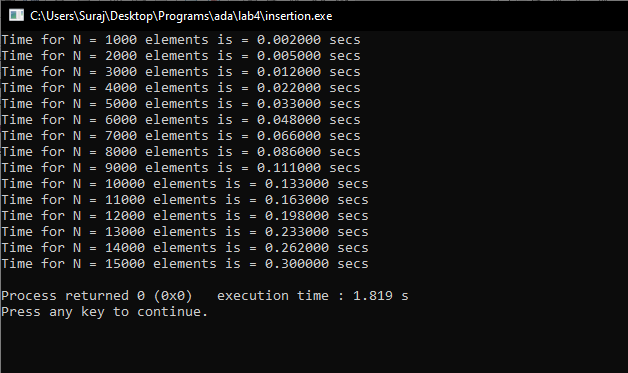 C:\Users\Suraj\Desktop\Programs\ada\lab4\insertion.exe
Time for N = 1000 elements is = 0.002000 secs
Time for N = 2000 elements is = 0.005000 secs
Time for N = 3000 elements is = 0.012000 secs
Time for N = 4000 elements is = 0.022000 secs
Time for N = 5000 elements is = 0.033000 secs
Time for N = 6000 elements is = 0.048000 secs
Time for N = 7000 elements is = 0.066000 secs
Time for N = 8000 elements is = 0.086000 secs
Time for N = 9000 elements is = 0.111000 secs
Time for N = 10000 elements is = 0.133000 secs
Time for N = 11000 elements is = 0.163000 secs
Time for N = 12000 elements is = 0.198000 secs
Time for N = 13000 elements is = 0.233000 secs
Time for N = 14000 elements is = 0.262000 secs
Time for N = 15000 elements is = 0.300000 secs
Process returned 0 (0x0)   execution time : 1.819 s
Press any key to continue.